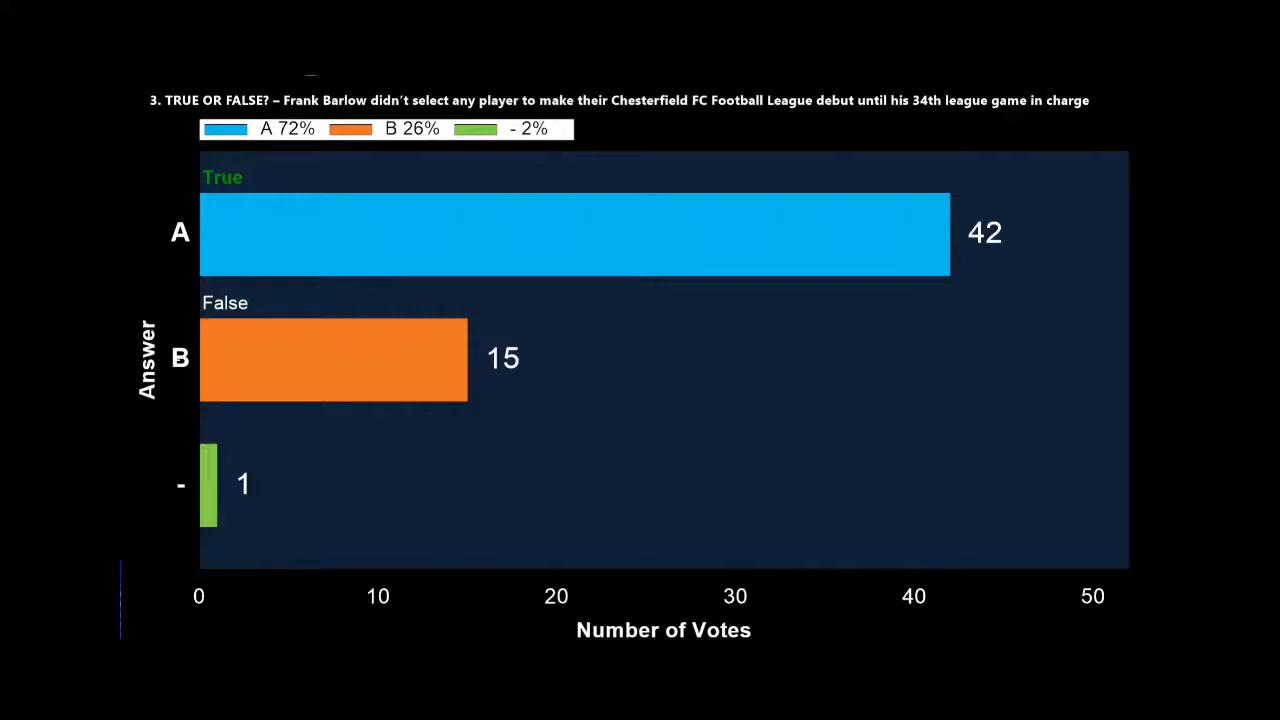 3. TRUE OR FALSE? – Frank Barlow didn't select any player to make their Chesterfield FC Football League debut until his 34th league game in charge
A 72% B 26% - 2%
True
A 42
False
B 15
- 1
Answer
0 10 20 30 40 50
Number of Votes